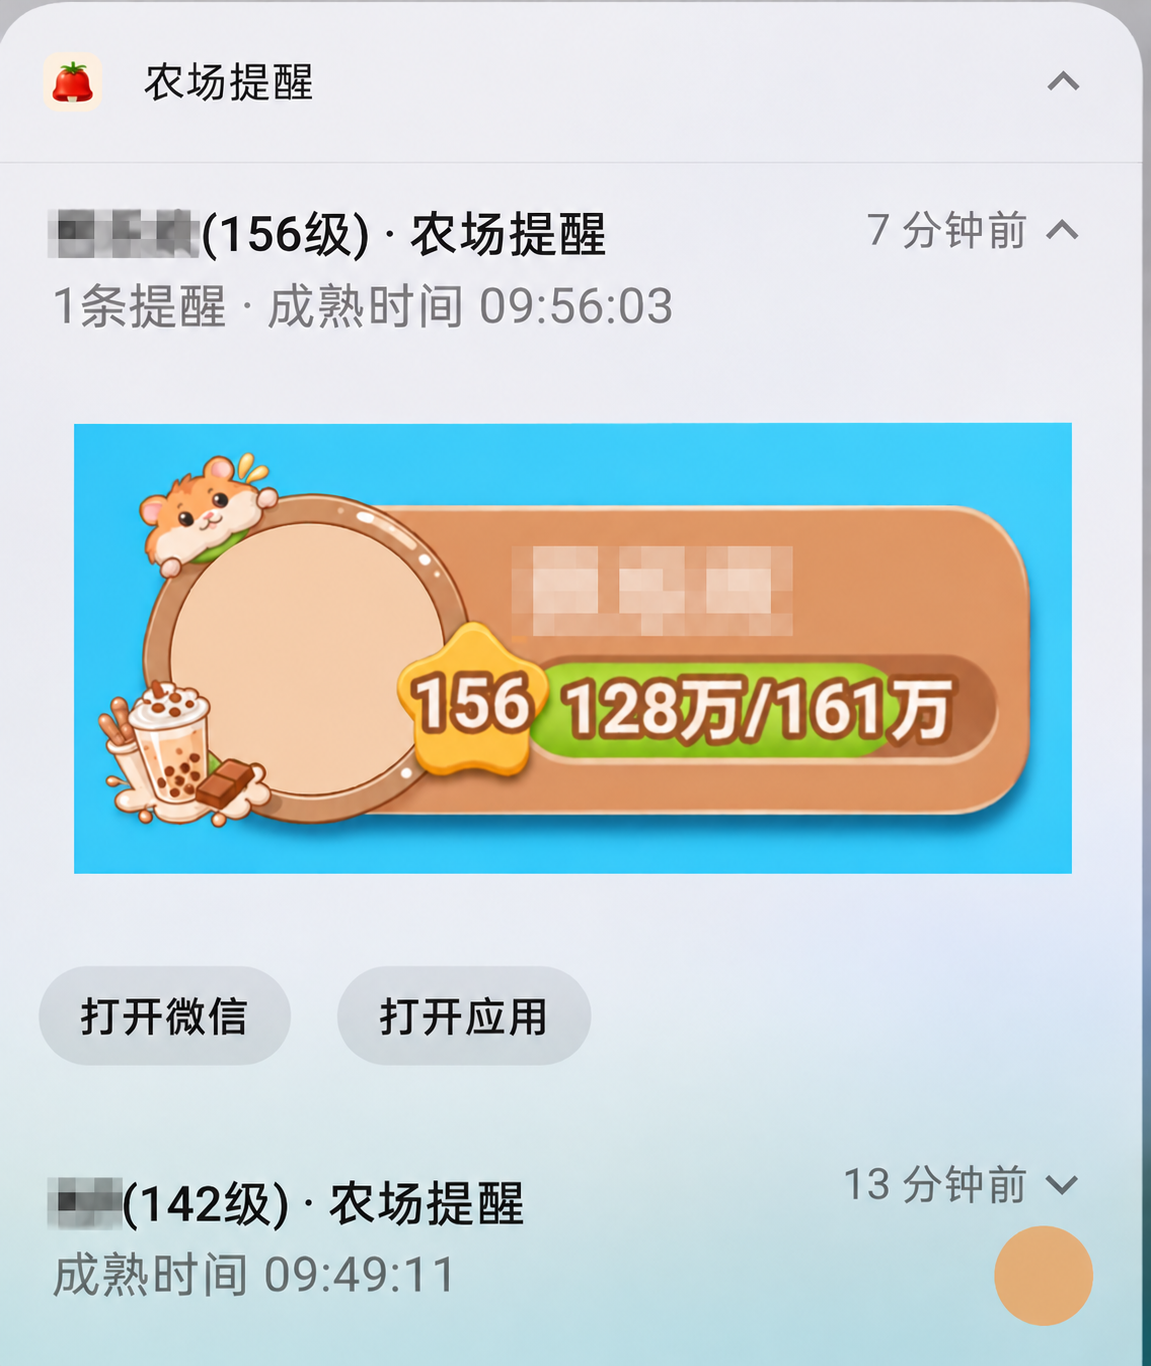 农场提醒
(156级) · 农场提醒
7 分钟前
1条提醒 · 成熟时间 09:56:03
156
128万/161万
打开微信
打开应用
(142级) · 农场提醒
13 分钟前
成熟时间 09:49:11